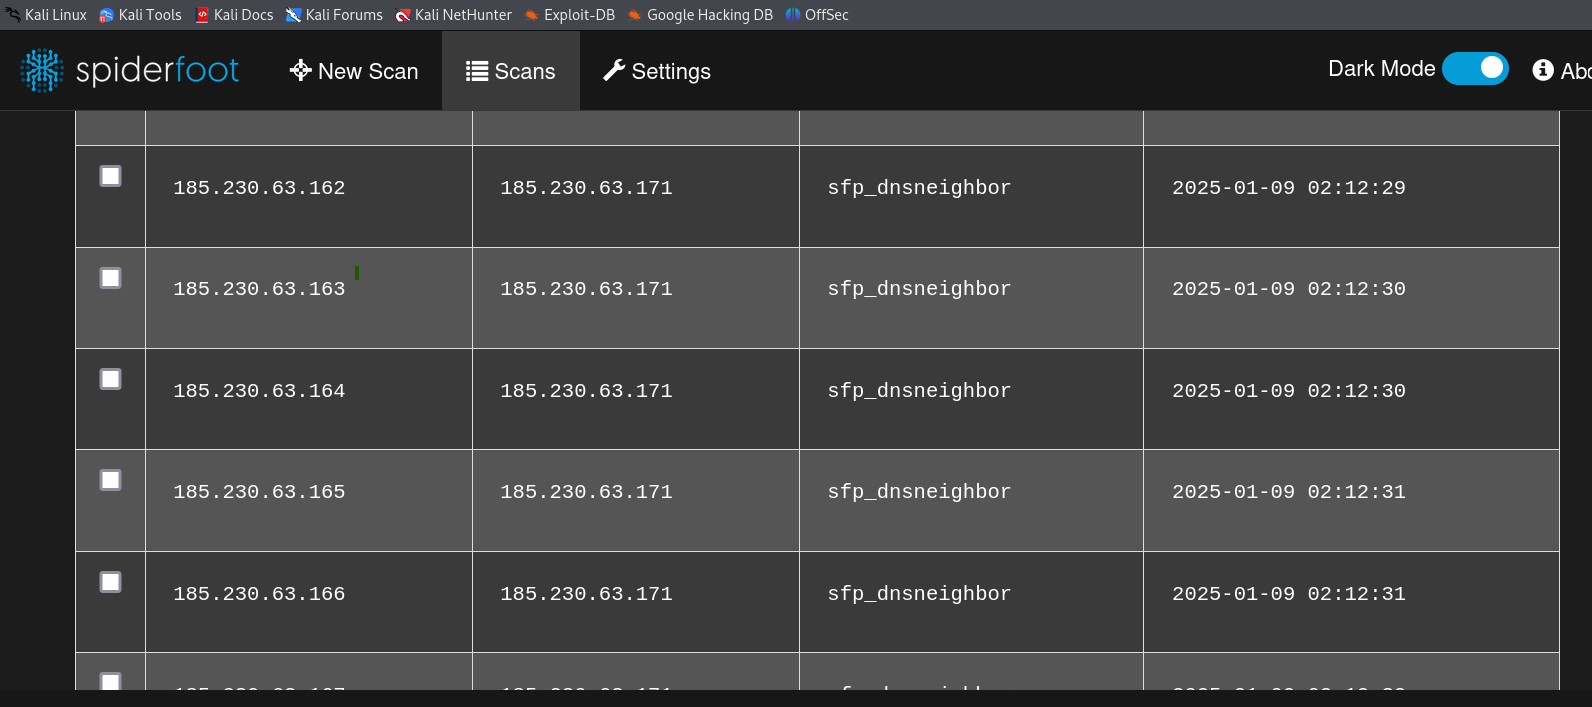 Kali Linux Kali Tools Kali Docs Kali Forums Kali NetHunter Exploit-DB Google Hacking DB OffSec
spiderfoot New Scan Scans Settings Dark Mode
185.230.63.162 185.230.63.171 sfp_dnsneighbor 2025-01-09 02:12:29
185.230.63.163 185.230.63.171 sfp_dnsneighbor 2025-01-09 02:12:30
185.230.63.164 185.230.63.171 sfp_dnsneighbor 2025-01-09 02:12:30
185.230.63.165 185.230.63.171 sfp_dnsneighbor 2025-01-09 02:12:31
185.230.63.166 185.230.63.171 sfp_dnsneighbor 2025-01-09 02:12:31